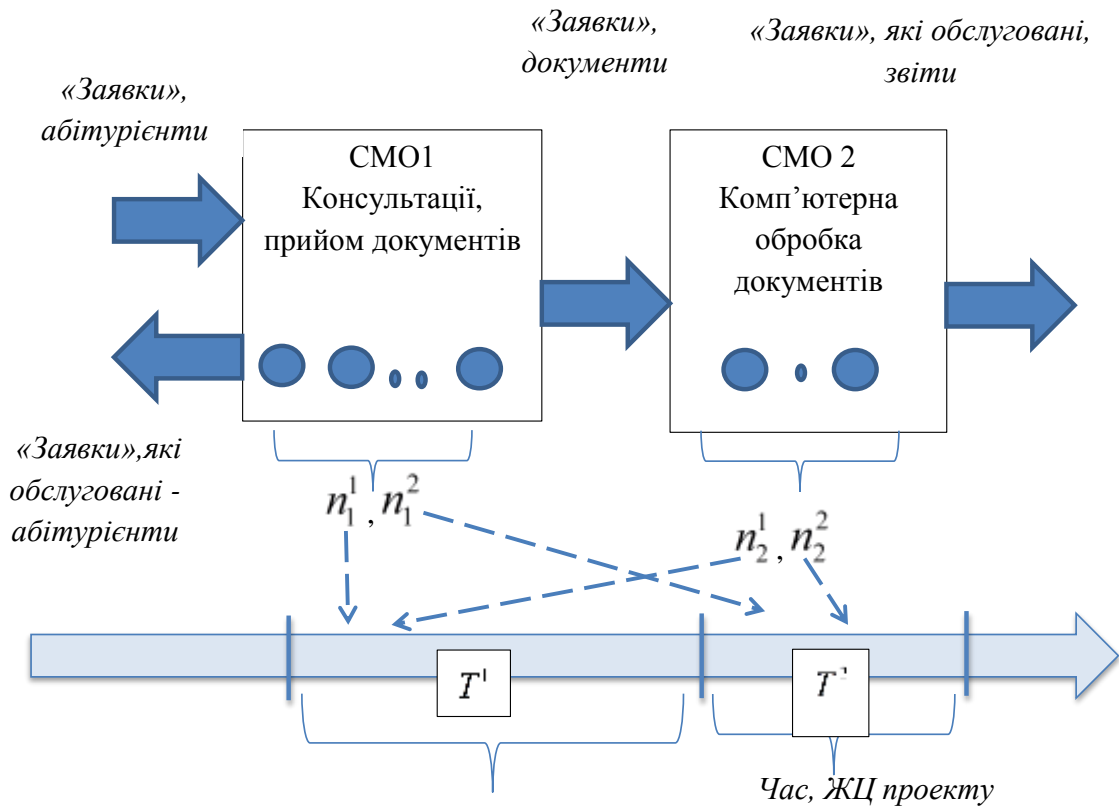 «Заявки»,
документи
«Заявки», які обслуговані,
звіти
«Заявки»,
абітурієнти
СМО1
Консультації,
прийом документів
СМО 2
Комп’ютерна
обробка
документів
«Заявки»,які
обслуговані -
абітурієнти
n₁¹, n₁²
n₂¹, n₂²
T¹
T²
Час, ЖЦ проекту